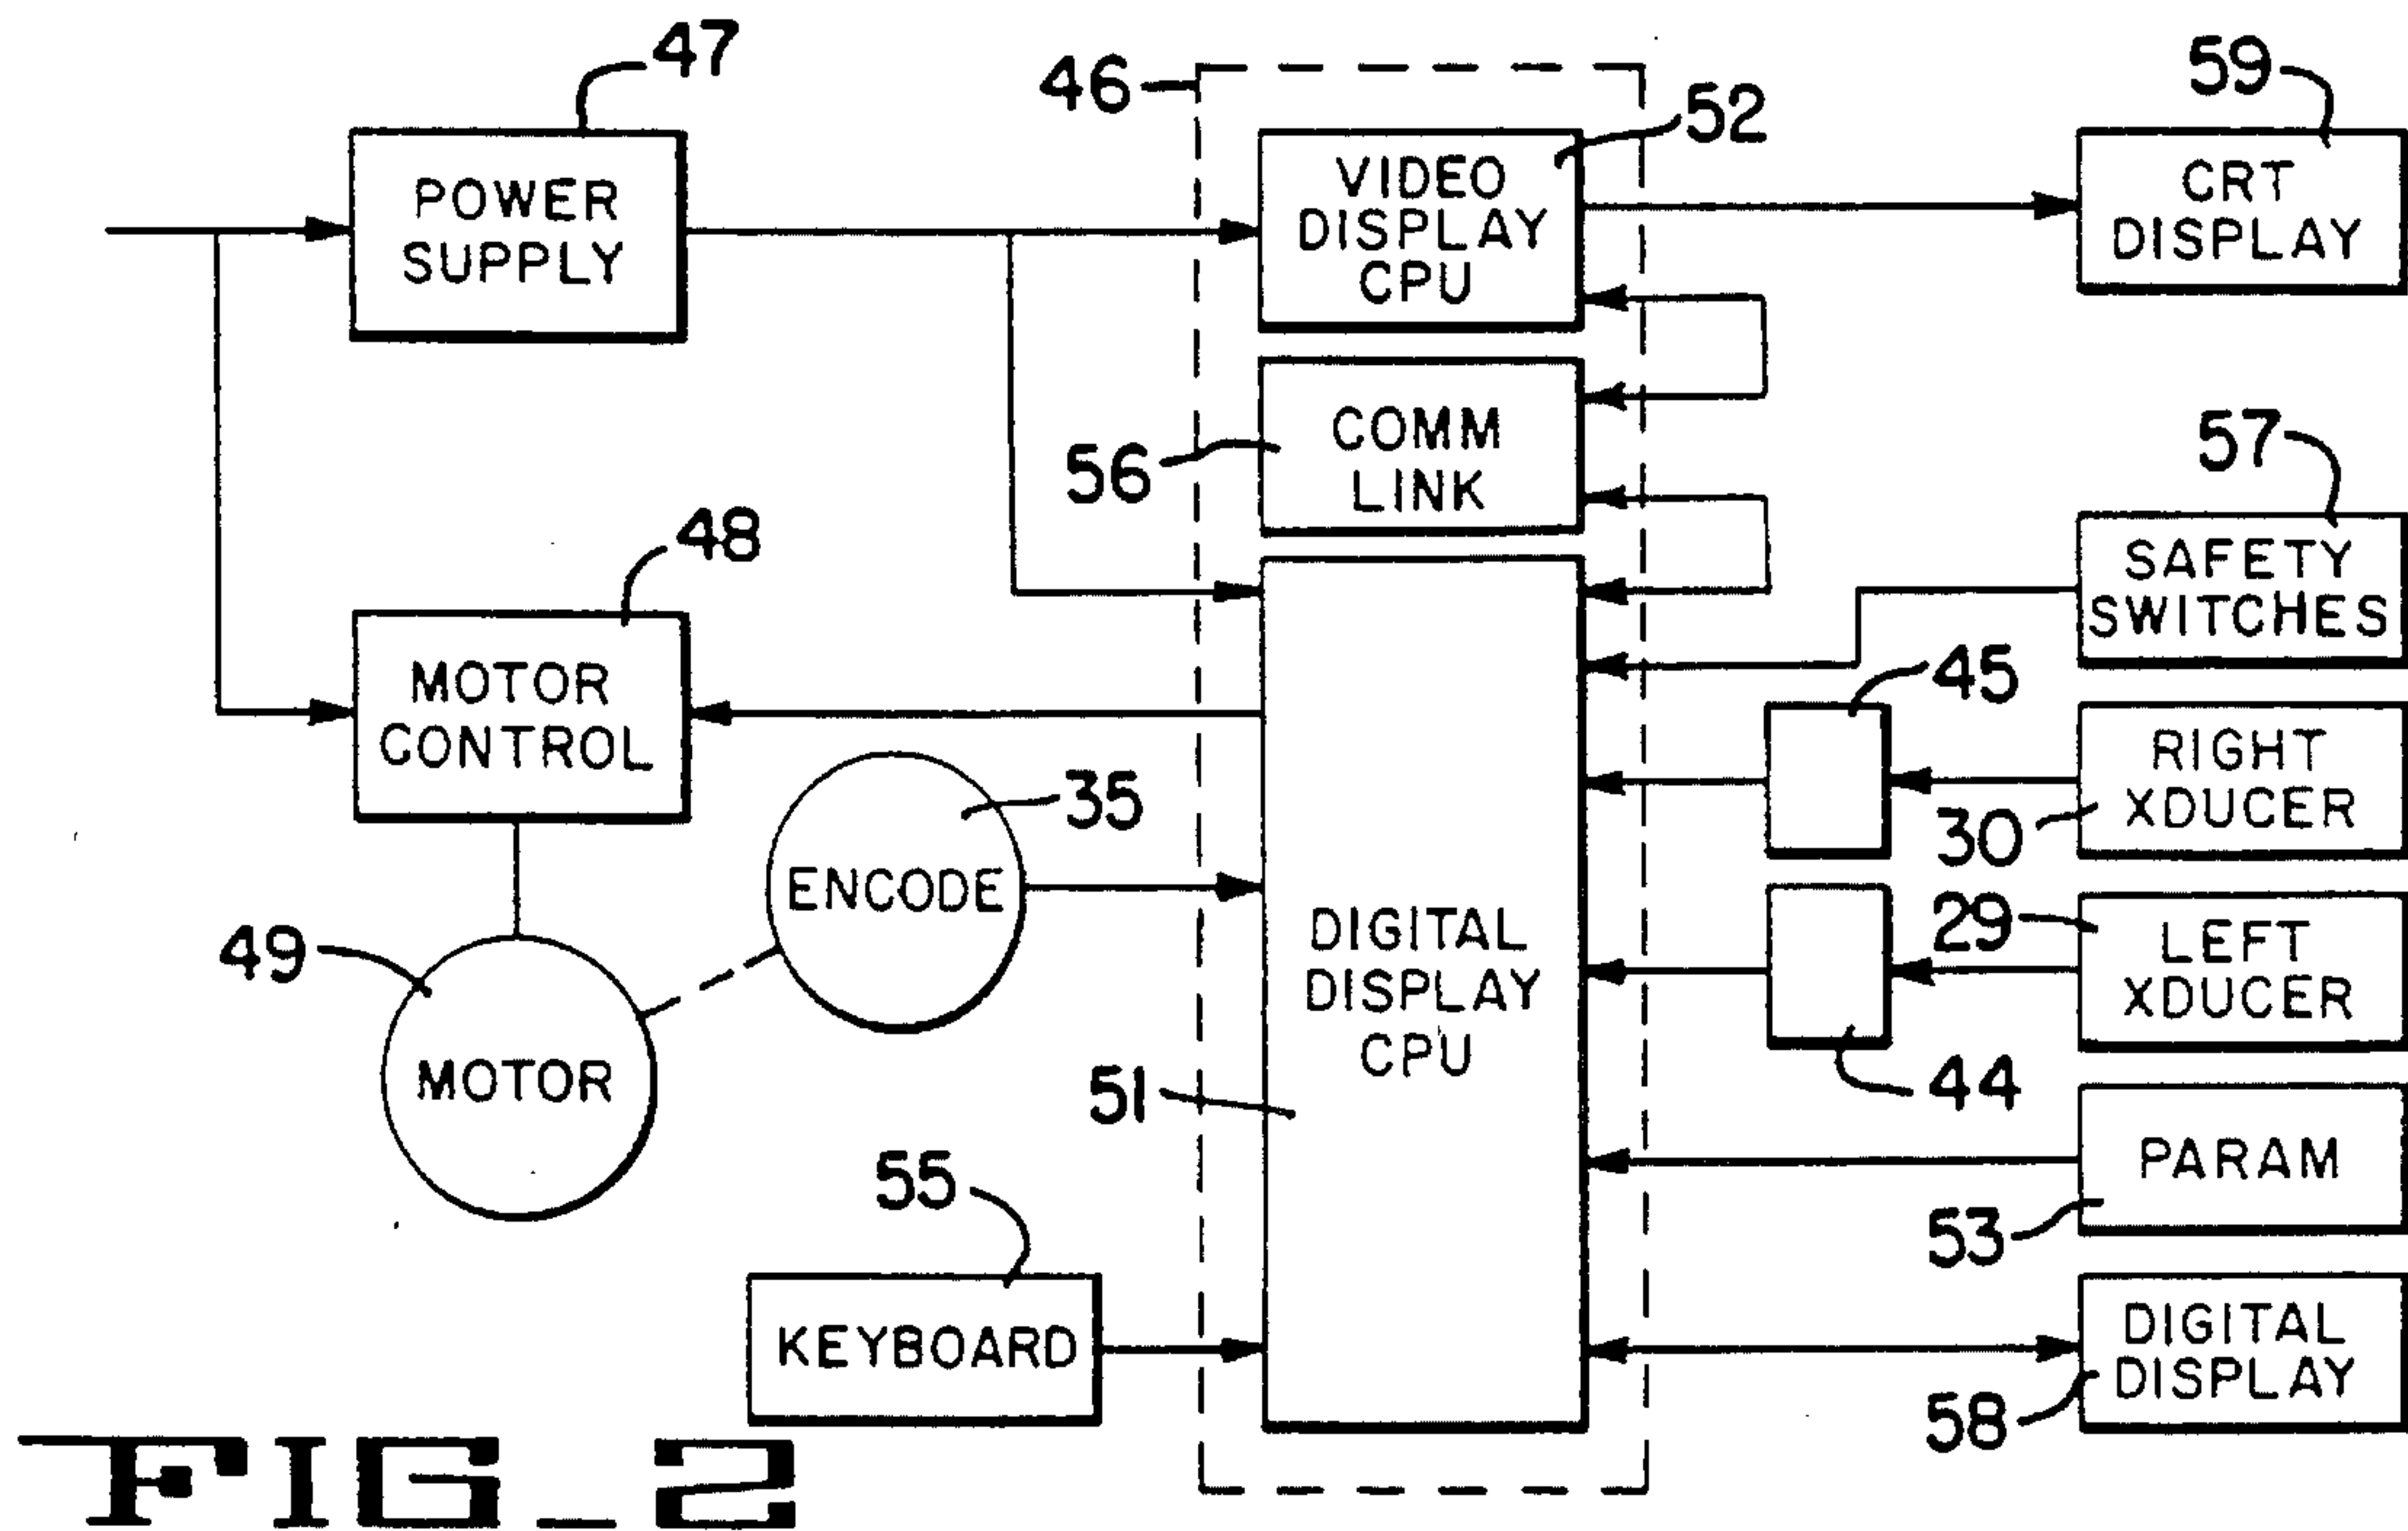 47
POWER
SUPPLY
46
VIDEO
DISPLAY
CPU
52
59
CRT
DISPLAY
COMM
LINK
56
57
SAFETY
SWITCHES
48
MOTOR
CONTROL
45
RIGHT
XDUCER
30
35
ENCODE
49
MOTOR
DIGITAL
DISPLAY
CPU
51
29
LEFT
XDUCER
44
PARAM
53
55
KEYBOARD
DIGITAL
DISPLAY
58
FIG_2